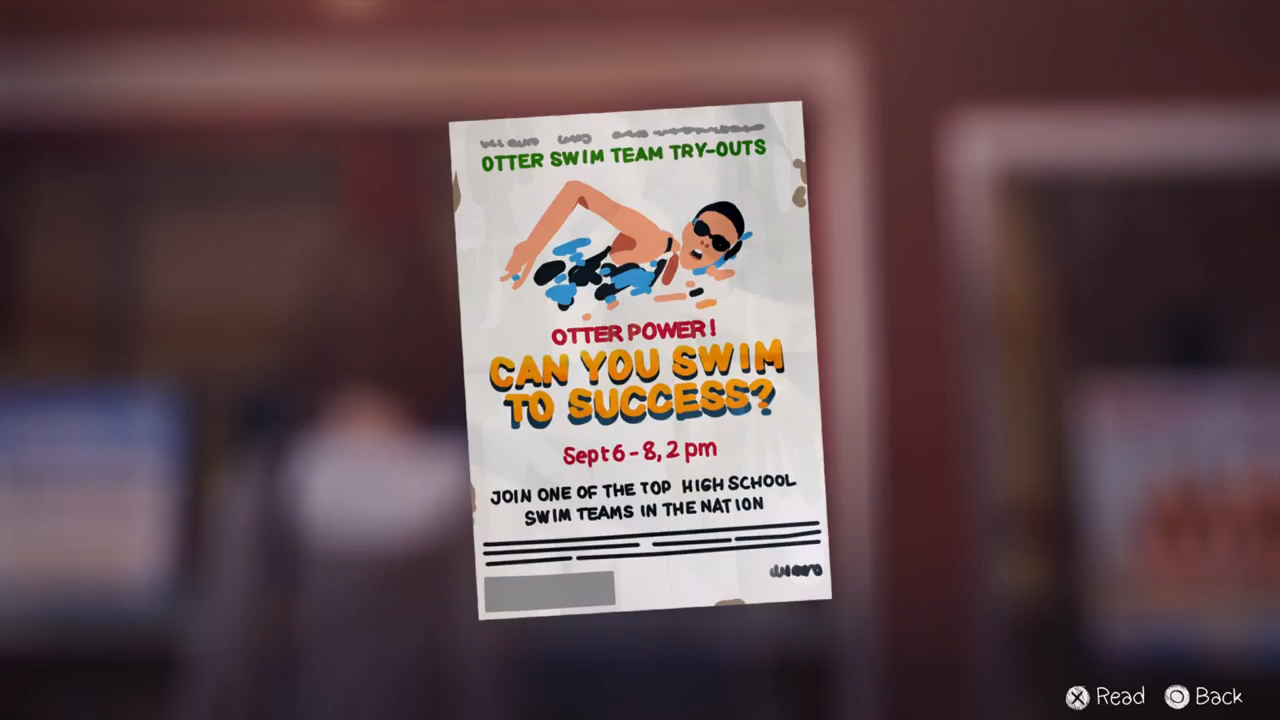 OTTER SWIM TEAM TRY-OUTS
OTTER POWER!
CAN YOU SWIM
TO SUCCESS?
Sept 6 - 8, 2 pm
JOIN ONE OF THE TOP HIGH SCHOOL
SWIM TEAMS IN THE NATION
Read Back